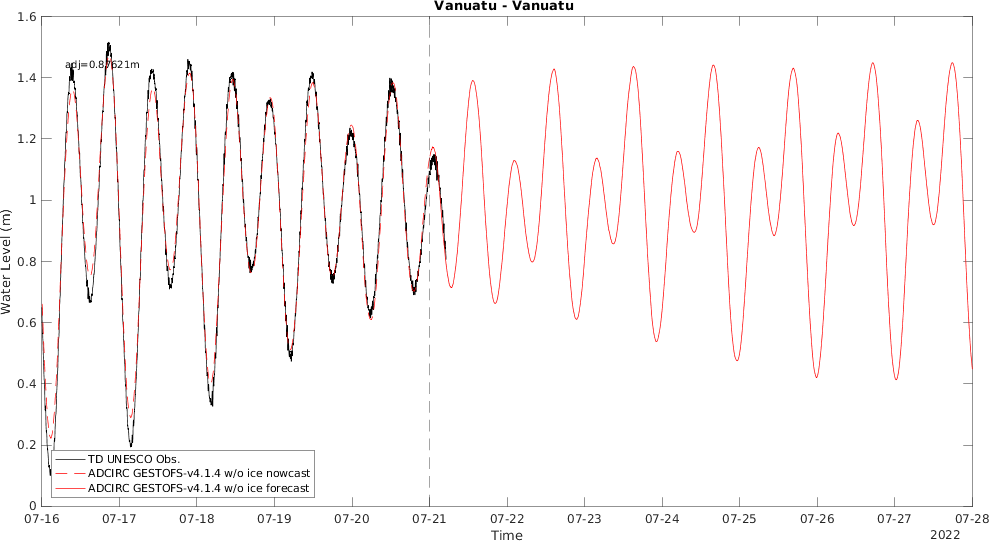 Vanuatu - Vanuatu
1.6
1.4
1.2
1
0.8
0.6
0.4
0.2
0
Water Level (m)
adj=0.87621m
TD UNESCO Obs.
ADCIRC GESTOFS-v4.1.4 w/o ice nowcast
ADCIRC GESTOFS-v4.1.4 w/o ice forecast
07-16 07-17 07-18 07-19 07-20 07-21 07-22 07-23 07-24 07-25 07-26 07-27 07-28
Time
2022